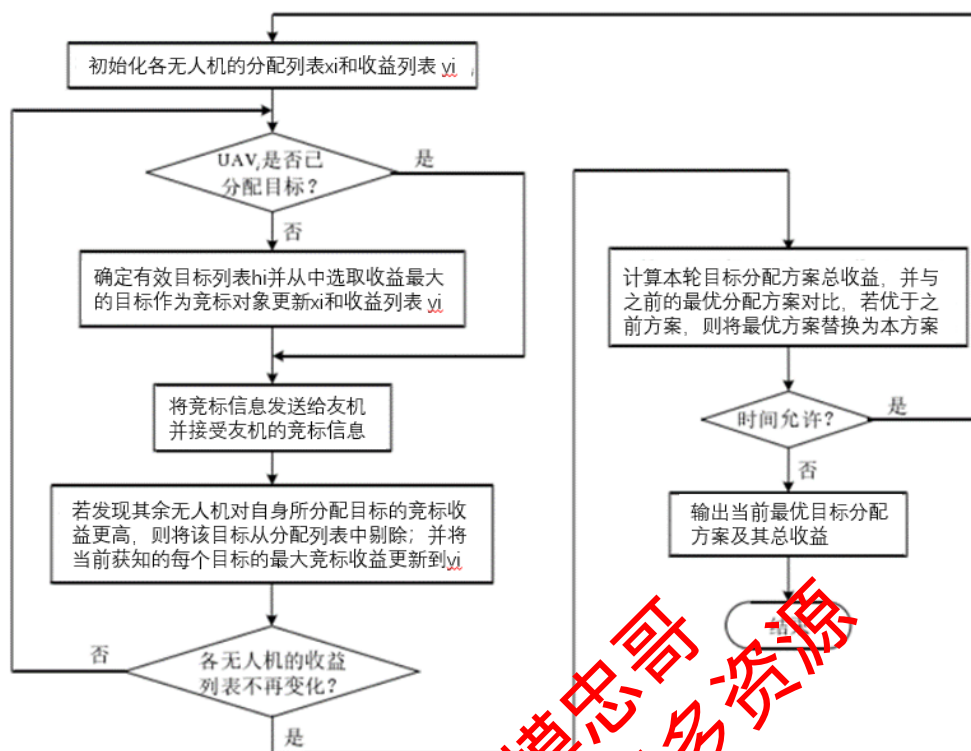 初始化各无人机的分配列表xi和收益列表 yi
UAVi是否已
分配目标？
是
否
确定有效目标列表hi并从中选取收益最大
的目标作为竞标对象更新xi和收益列表 yi
将竞标信息发送给友机
并接受友机的竞标信息
若发现其余无人机对自身所分配目标的竞标收
益更高，则将该目标从分配列表中剔除；并将
当前获知的每个目标的最大竞标收益更新到yi
各无人机的收益
列表不再变化？
否
是
计算本轮目标分配方案总收益，并与
之前的最优分配方案对比，若优于之
前方案，则将最优方案替换为本方案
时间允许？
是
否
输出当前最优目标分配
方案及其总收益
结束
模忠哥
多资源